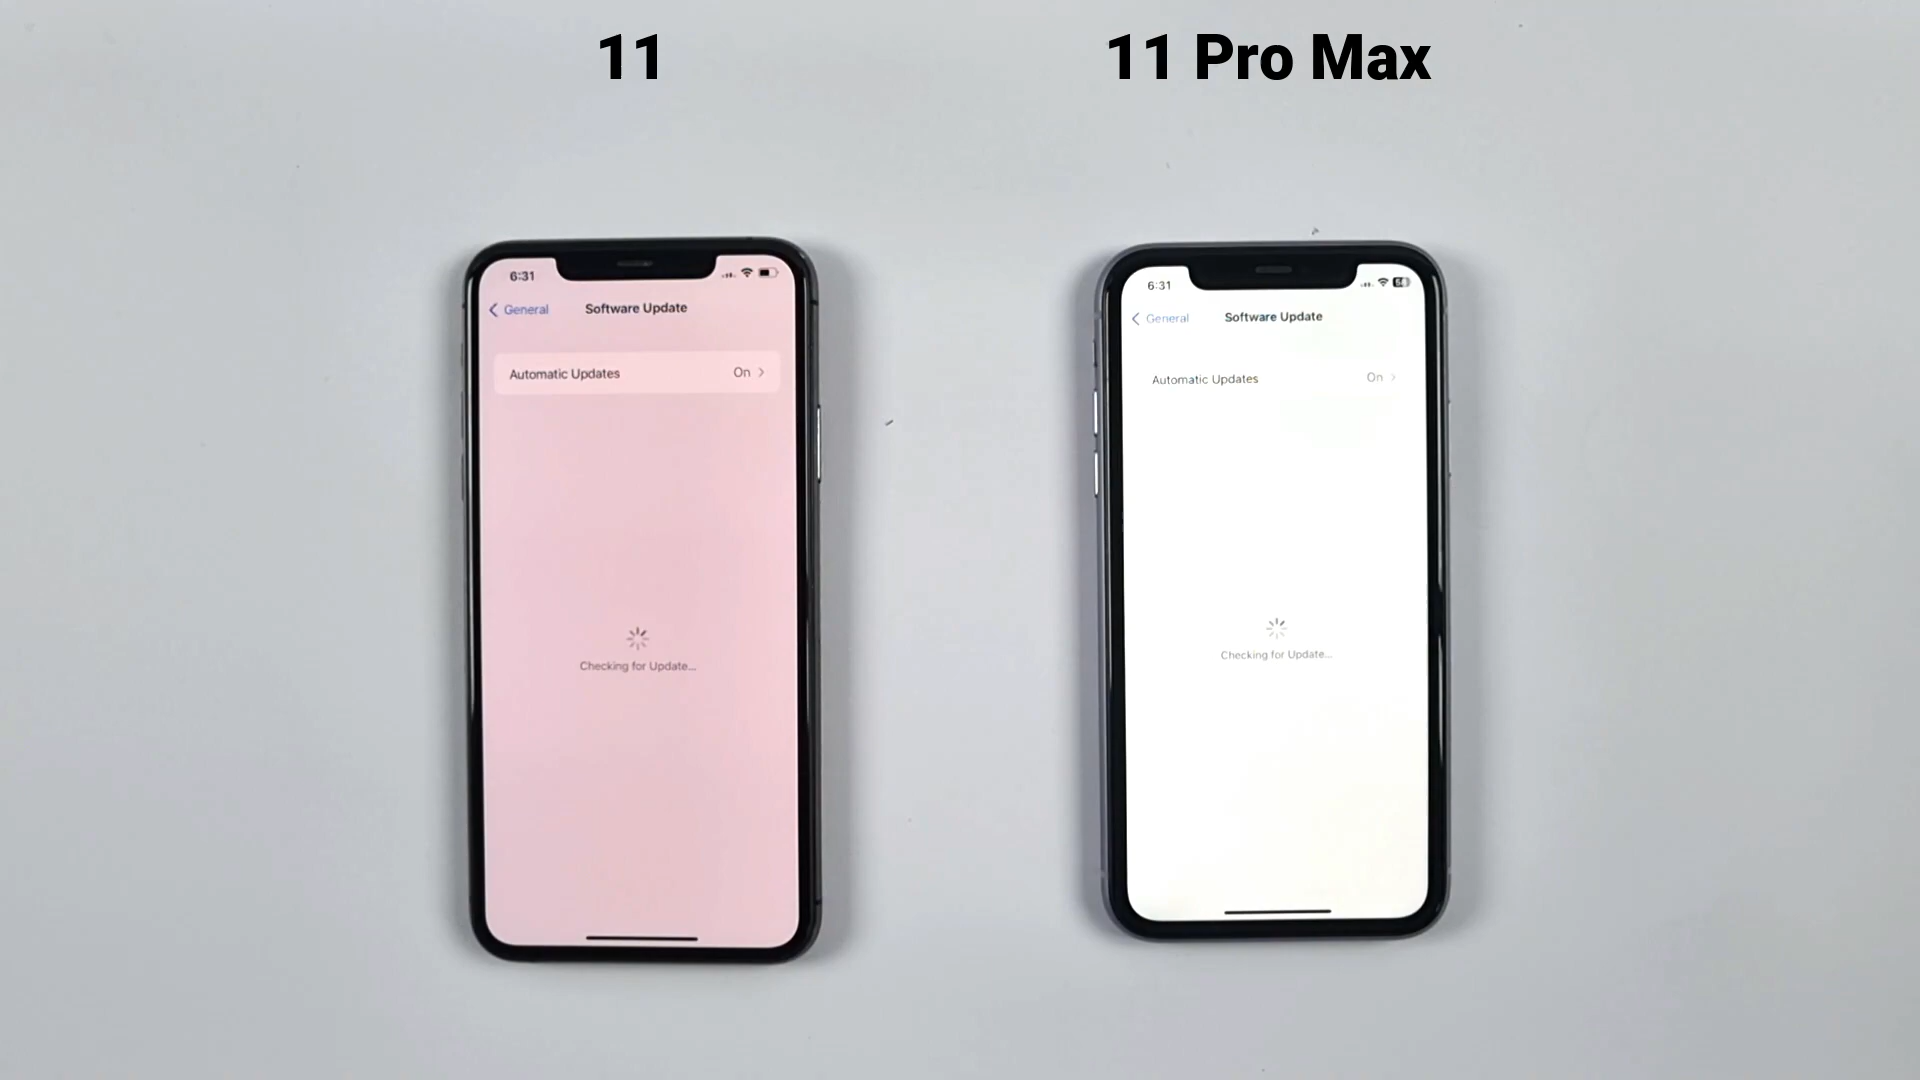 11
11 Pro Max
6:31
General
Software Update
Automatic Updates
On
Checking for Update...
6:31
General
Software Update
Automatic Updates
On
Checking for Update...